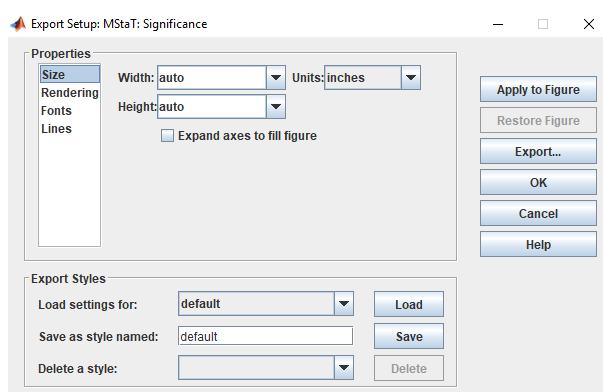 Export Setup: MStaT: Significance
Properties
Size
Rendering
Fonts
Lines
Width: auto Units: inches
Height: auto
Expand axes to fill figure
Apply to Figure
Restore Figure
Export...
OK
Cancel
Help
Export Styles
Load settings for: default Load
Save as style named: default Save
Delete a style: Delete